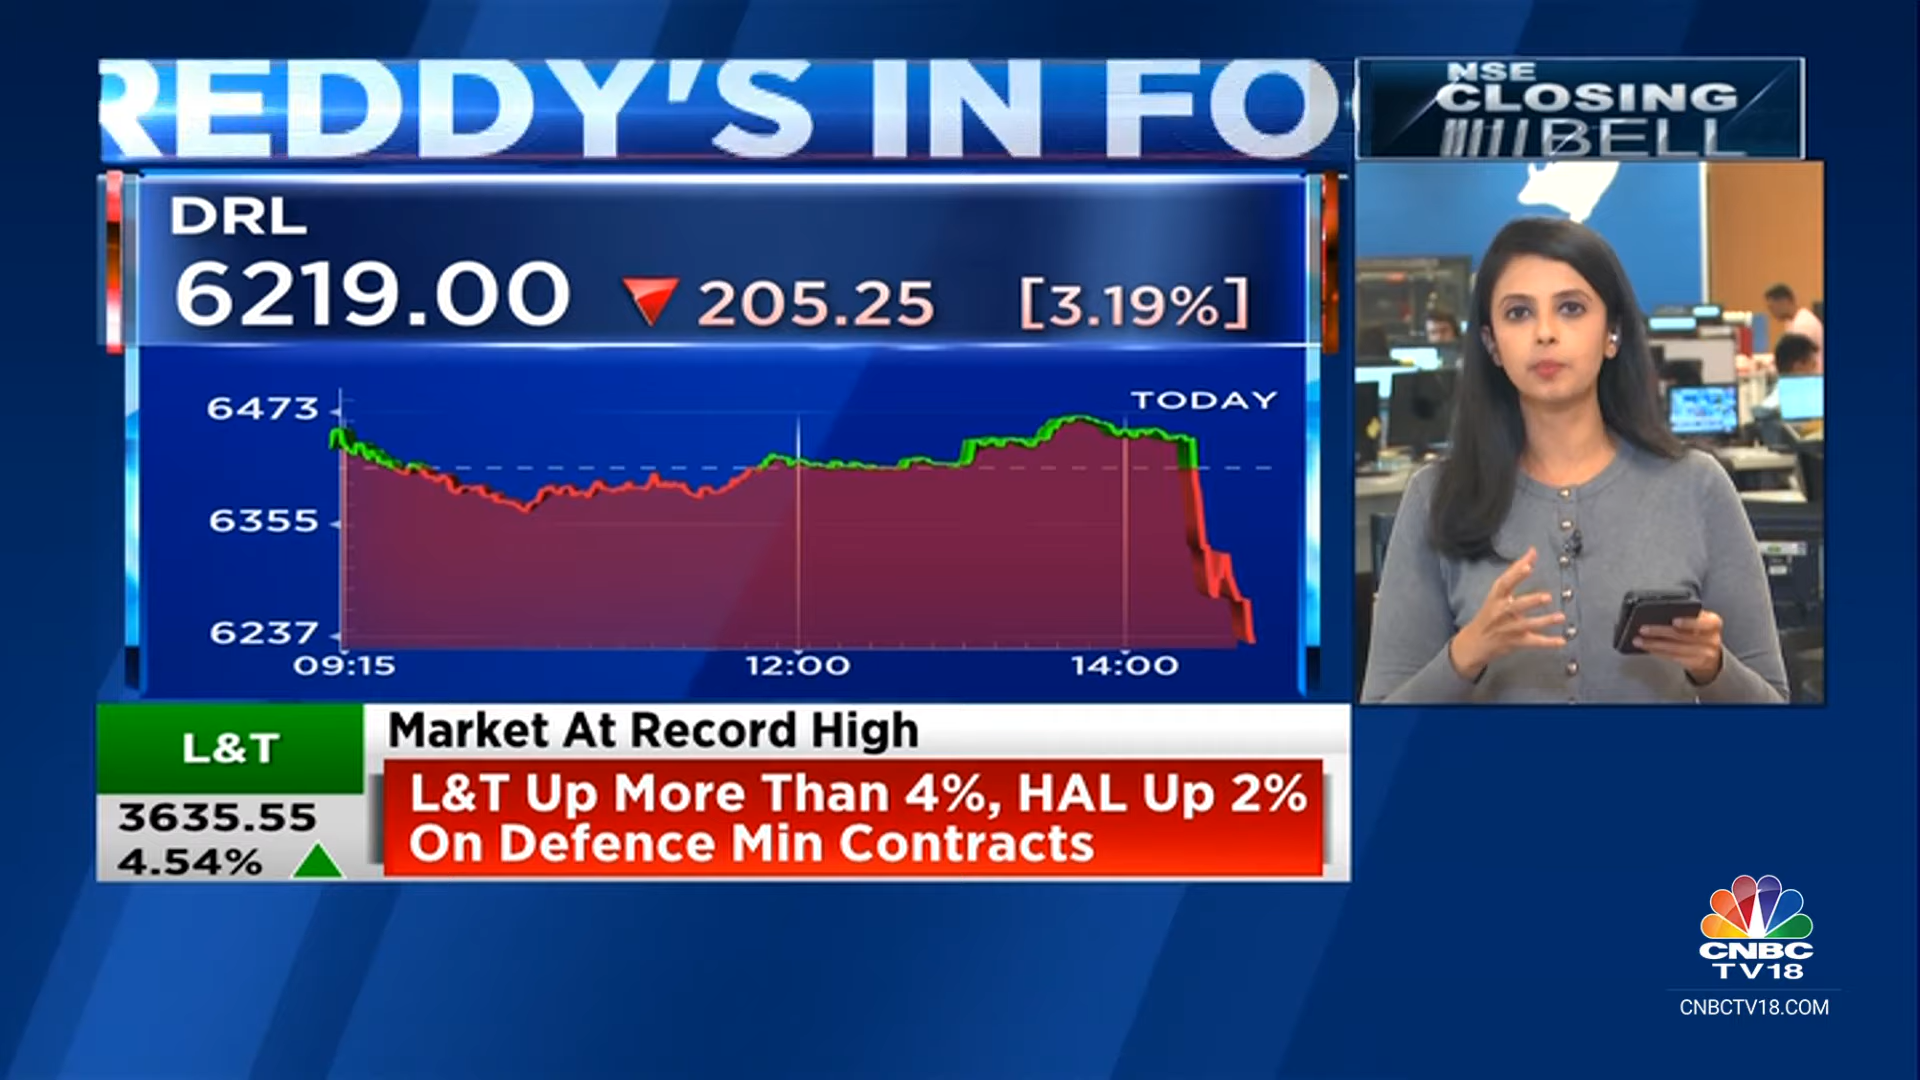 REDDY'S IN FO
NSE
CLOSING
BELL
DRL
6219.00 205.25 [3.19%]
TODAY
6473
6355
6237
09:15 12:00 14:00
L&T
3635.55
4.54%
Market At Record High
L&T Up More Than 4%, HAL Up 2%
On Defence Min Contracts
CNBC
TV18
CNBCTV18.COM